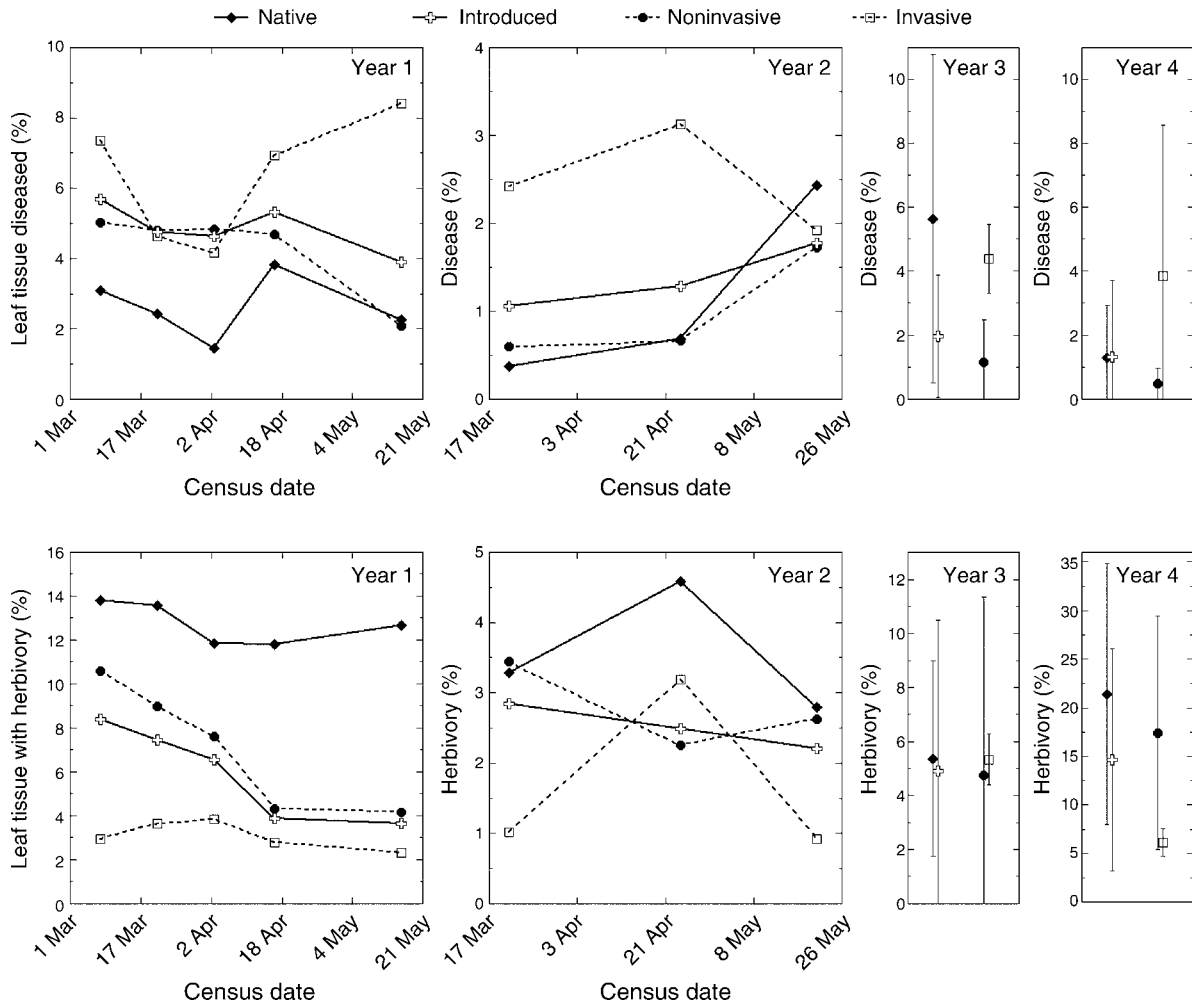 Native Introduced Noninvasive Invasive
Year 1
Leaf tissue diseased (%)
10
8
6
4
2
0
1 Mar 17 Mar 2 Apr 18 Apr 4 May 21 May
Census date
Year 2
Disease (%)
4
3
2
1
0
17 Mar 3 Apr 21 Apr 8 May 26 May
Census date
Year 3
Disease (%)
10
8
6
4
2
0
Year 4
Disease (%)
10
8
6
4
2
0
Year 1
Leaf tissue with herbivory (%)
16
14
12
10
8
6
4
2
0
1 Mar 17 Mar 2 Apr 18 Apr 4 May 21 May
Census date
Year 2
Herbivory (%)
5
4
3
2
1
0
17 Mar 3 Apr 21 Apr 8 May 26 May
Census date
Year 3
Herbivory (%)
12
10
8
6
4
2
0
Year 4
Herbivory (%)
35
30
25
20
15
10
5
0